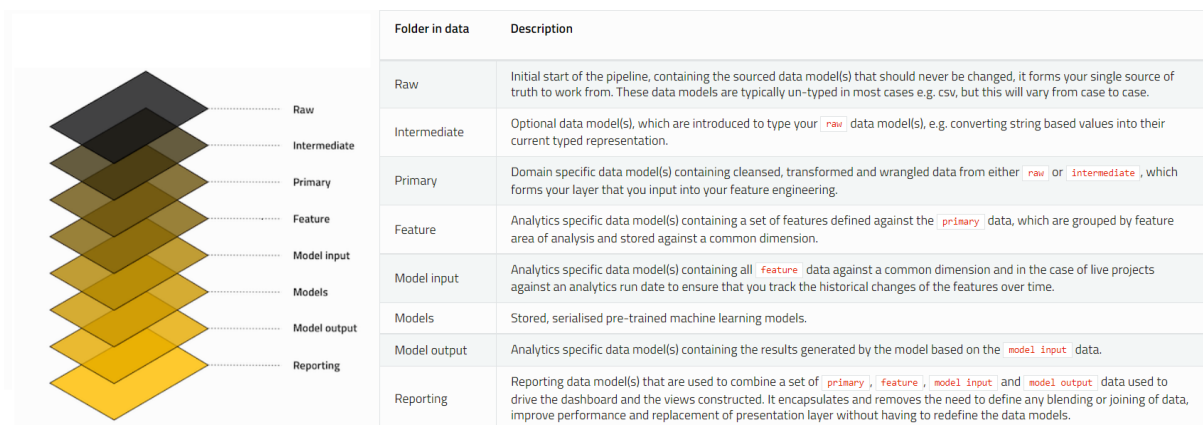 Raw
Intermediate
Primary
Feature
Model input
Models
Model output
Reporting
Folder in data Description
Raw
Initial start of the pipeline, containing the sourced data model(s) that should never be changed, it forms your single source of
truth to work from. These data models are typically un-typed in most cases e.g. csv, but this will vary from case to case.
Intermediate
Optional data model(s), which are introduced to type your raw data model(s), e.g. converting string based values into their
current typed representation.
Primary
Domain specific data model(s) containing cleansed, transformed and wrangled data from either raw or intermediate , which
forms your layer that you input into your feature engineering.
Feature
Analytics specific data model(s) containing a set of features defined against the primary data, which are grouped by feature
area of analysis and stored against a common dimension.
Model input
Analytics specific data model(s) containing all feature data against a common dimension and in the case of live projects
against an analytics run date to ensure that you track the historical changes of the features over time.
Models
Stored, serialised pre-trained machine learning models.
Model output
Analytics specific data model(s) containing the results generated by the model based on the model input data.
Reporting
Reporting data model(s) that are used to combine a set of primary , feature , model input and model output data used to
drive the dashboard and the views constructed. It encapsulates and removes the need to define any blending or joining of data,
improve performance and replacement of presentation layer without having to redefine the data models.